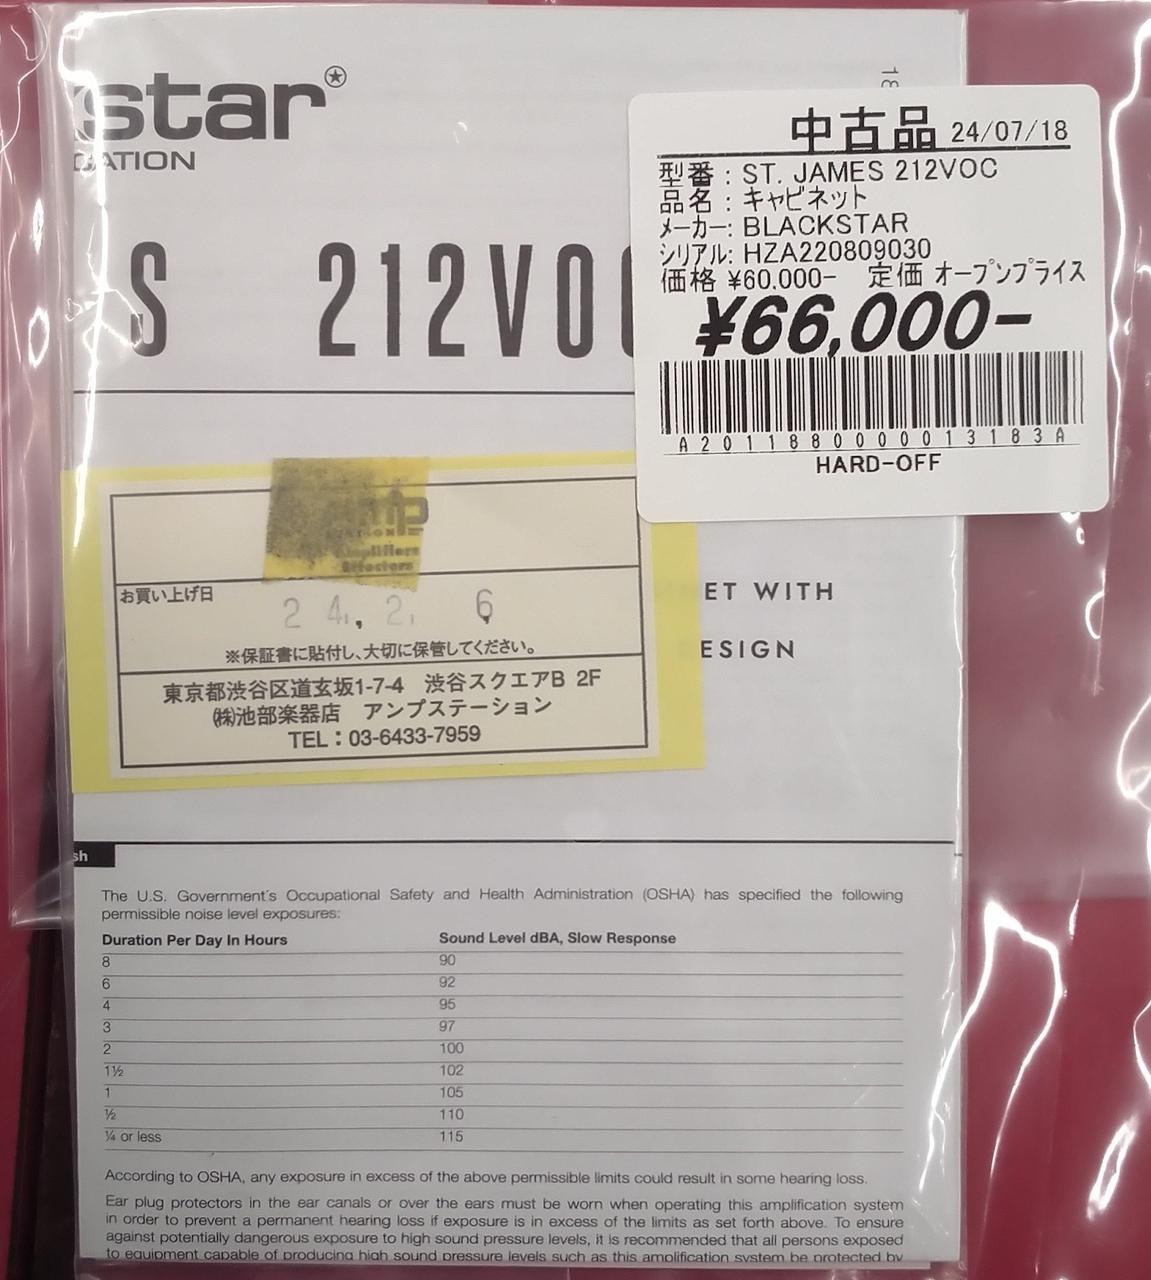 star
CATION
S 212VOC
中古品 24/07/18
型番: ST. JAMES 212VOC
品名: キャビネット
メーカー: BLACKSTAR
シリアル: HZA220809030
価格 ¥60.000- 定価 オープンプライス
¥66,000-
A201188000001 3183A
HARD-OFF
Amplifiers
Effectors
お買い上げ日
24. 2. 6
※保証書に貼付し、大切に保管してください。
東京都渋谷区道玄坂1-7-4 渋谷スクエアB 2F
㈱池部楽器店 アンプステーション
TEL：03-6433-7959
ET WITH
ESIGN
sh
The U.S. Government's Occupational Safety and Health Administration (OSHA) has specified the following
permissible noise level exposures:
Duration Per Day In Hours Sound Level dBA, Slow Response
8 90
6 92
4 95
3 97
2 100
1½ 102
1 105
½ 110
¼ or less 115
According to OSHA, any exposure in excess of the above permissible limits could result in some hearing loss.
Ear plug protectors in the ear canals or over the ears must be worn when operating this amplification system
in order to prevent a permanent hearing loss if exposure is in excess of the limits as set forth above. To ensure
against potentially dangerous exposure to high sound pressure levels, it is recommended that all persons exposed
to equipment capable of producing high sound pressure levels such as this amplification system be protected by